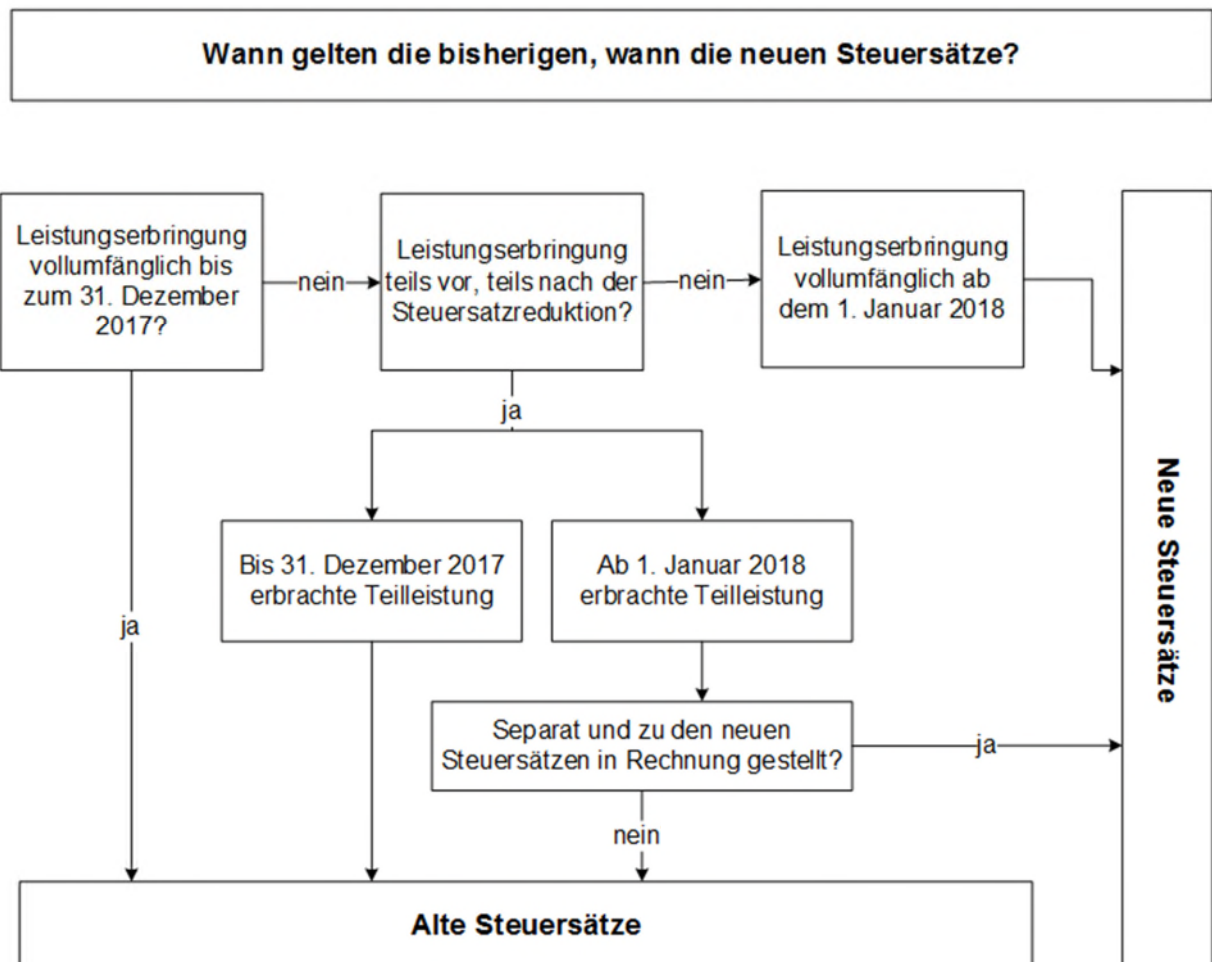 Wann gelten die bisherigen, wann die neuen Steuersätze?
Leistungserbringung
vollumfänglich bis
zum 31. Dezember
2017?
nein
Leistungserbringung
teils vor, teils nach der
Steuersatzreduktion?
nein
Leistungserbringung
vollumfänglich ab
dem 1. Januar 2018
ja
Bis 31. Dezember 2017
erbrachte Teilleistung
Ab 1. Januar 2018
erbrachte Teilleistung
ja
Separat und zu den neuen
Steuersätzen in Rechnung gestellt?
ja
nein
Neue Steuersätze
Alte Steuersätze